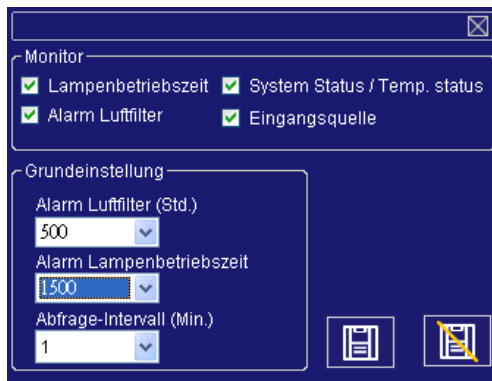 Monitor
Lampenbetriebszeit System Status / Temp. status
Alarm Luftfilter Eingangsquelle
Grundeinstellung
Alarm Luftfilter (Std.)
500
Alarm Lampenbetriebszeit
1500
Abfrage-Intervall (Min.)
1